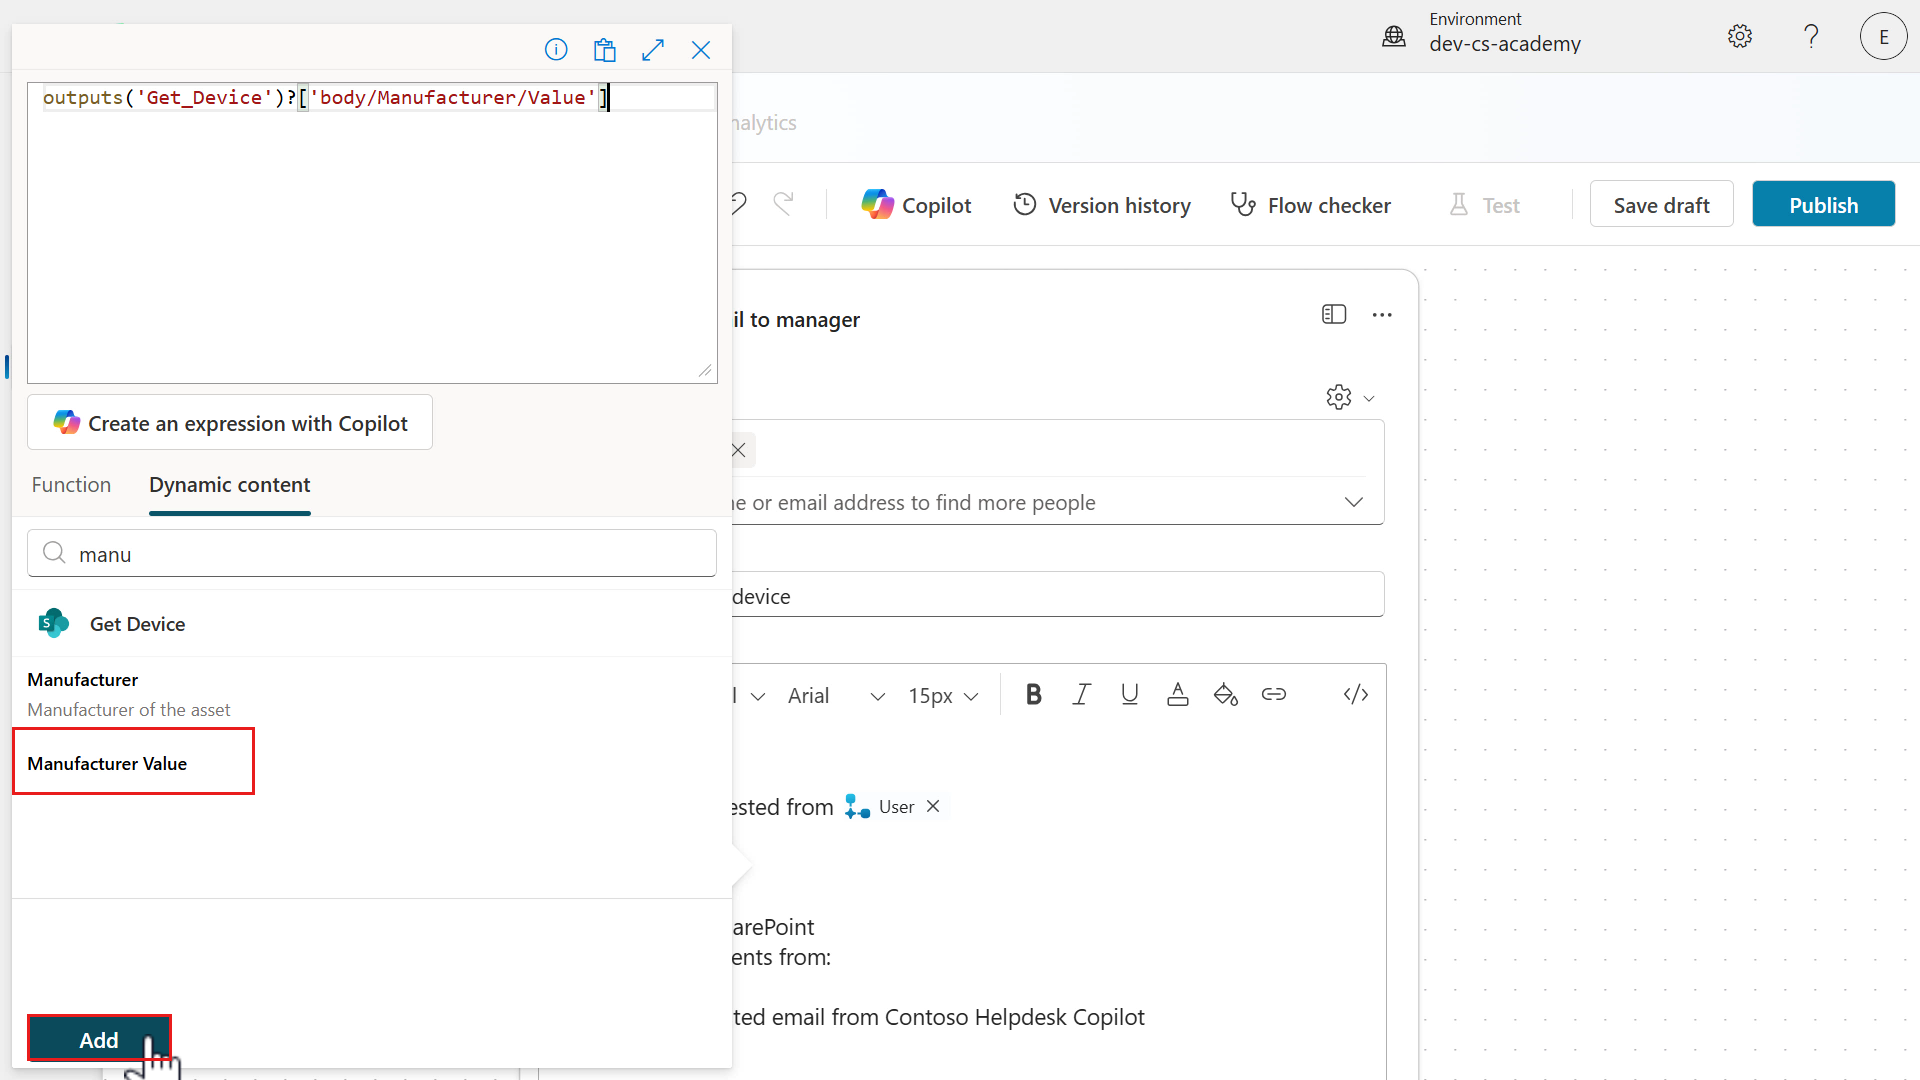 Environment
dev-cs-academy
E
outputs('Get_Device')?['body/Manufacturer/Value']
nalytics
Copilot
Version history
Flow checker
Test
Save draft
Publish
il to manager
Create an expression with Copilot
Function
Dynamic content
manu
Get Device
Manufacturer
Manufacturer of the asset
Manufacturer Value
Add
ne or email address to find more people
device
l
Arial
15px
B
I
U
A
</>
ested from
User
arePoint
ents from:
ted email from Contoso Helpdesk Copilot